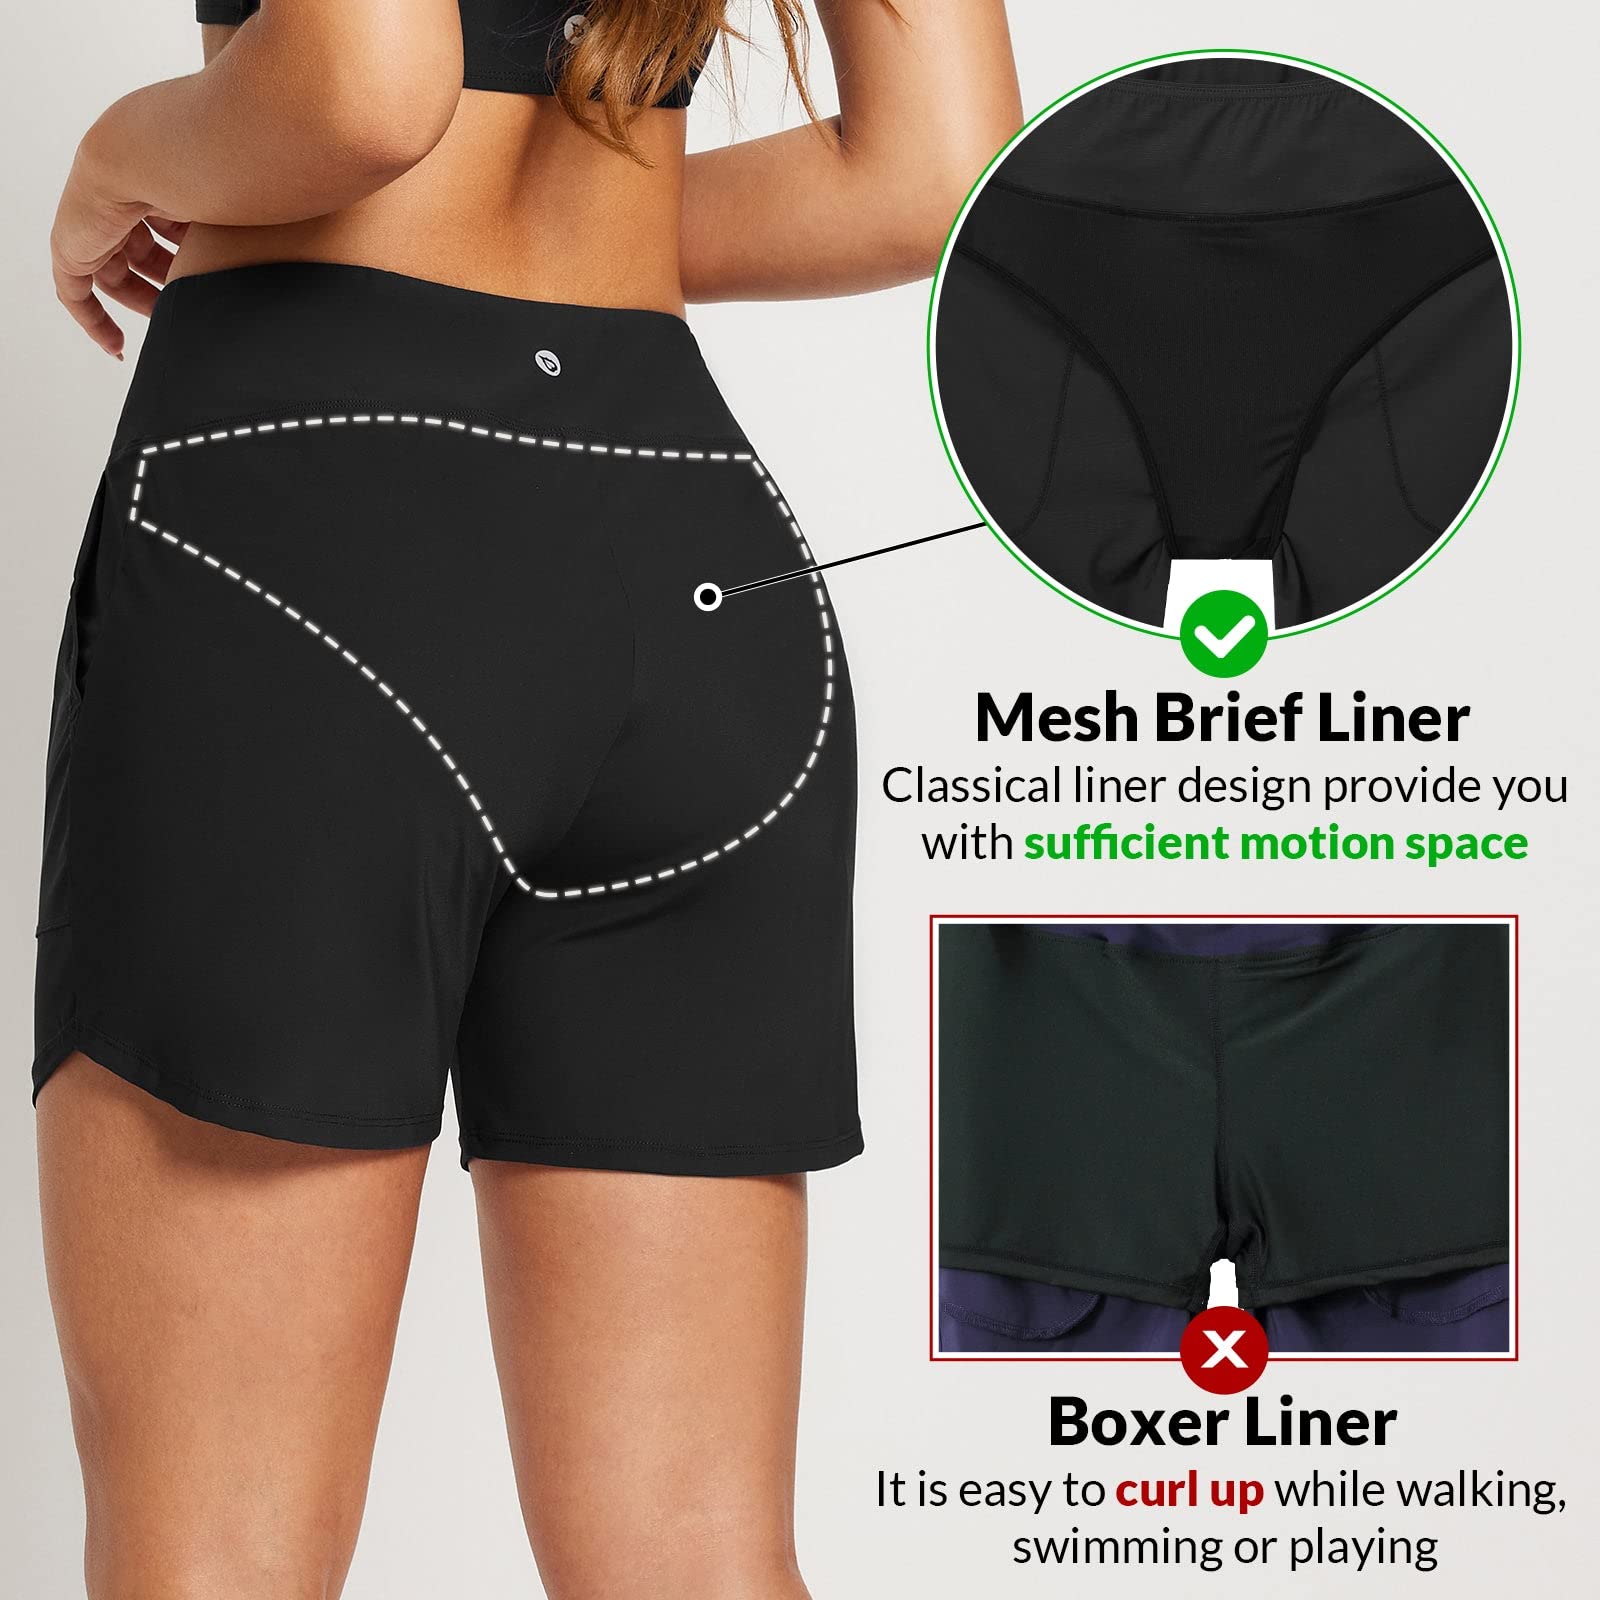 Mesh Brief Liner
Classical liner design provide you
with sufficient motion space
Boxer Liner
It is easy to curl up while walking,
swimming or playing